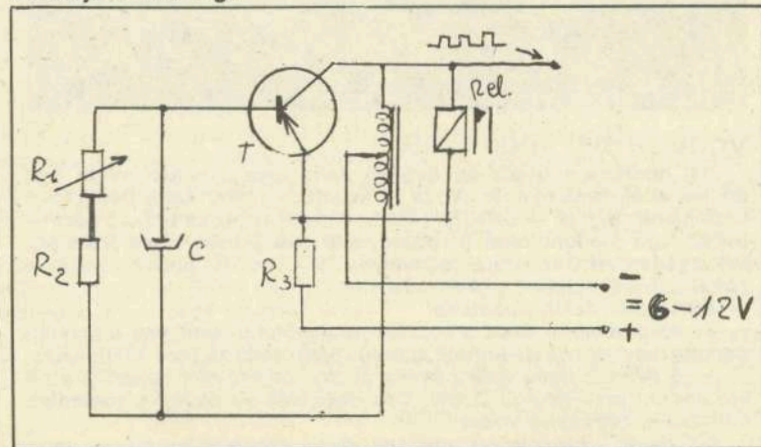 Rel.
R1
T
R2
C
R3
−
= 6-12V
+